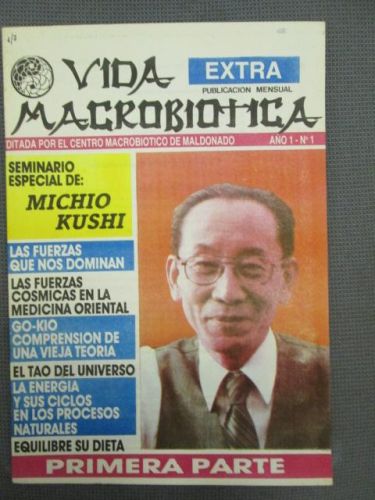 VIDA
EXTRA
PUBLICACION MENSUAL
MACROBIOTICA
DITADA POR EL CENTRO MACROBIOTICO DE MALDONADO
AÑO 1 - Nº 1
SEMINARIO
ESPECIAL DE:
MICHIO
KUSHI
LAS FUERZAS
QUE NOS DOMINAN
LAS FUERZAS
COSMICAS EN LA
MEDICINA ORIENTAL
GO-KIO
COMPRENSION DE
UNA VIEJA TEORIA
EL TAO DEL UNIVERSO
LA ENERGIA
Y SUS CICLOS
EN LOS PROCESOS
NATURALES
EQUILIBRE SU DIETA
PRIMERA PARTE